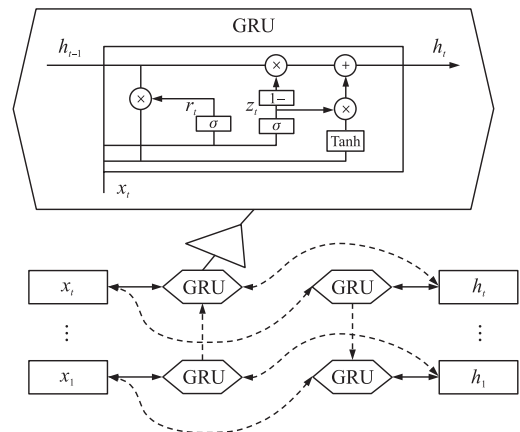 GRU
h_{t-1} h_t
× +
× r_t z_t 1− ×
σ σ Tanh
x_t
x_t GRU GRU h_t
⋮ ⋮
x_1 GRU GRU h_1